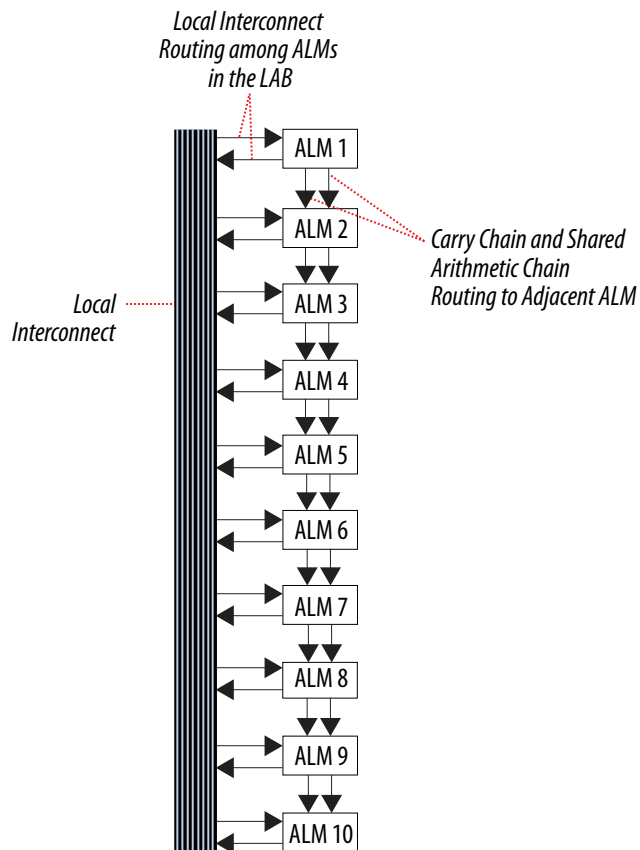 Local Interconnect
Routing among ALMs
in the LAB
ALM 1
ALM 2
Carry Chain and Shared
Arithmetic Chain
Routing to Adjacent ALM
Local
Interconnect
ALM 3
ALM 4
ALM 5
ALM 6
ALM 7
ALM 8
ALM 9
ALM 10